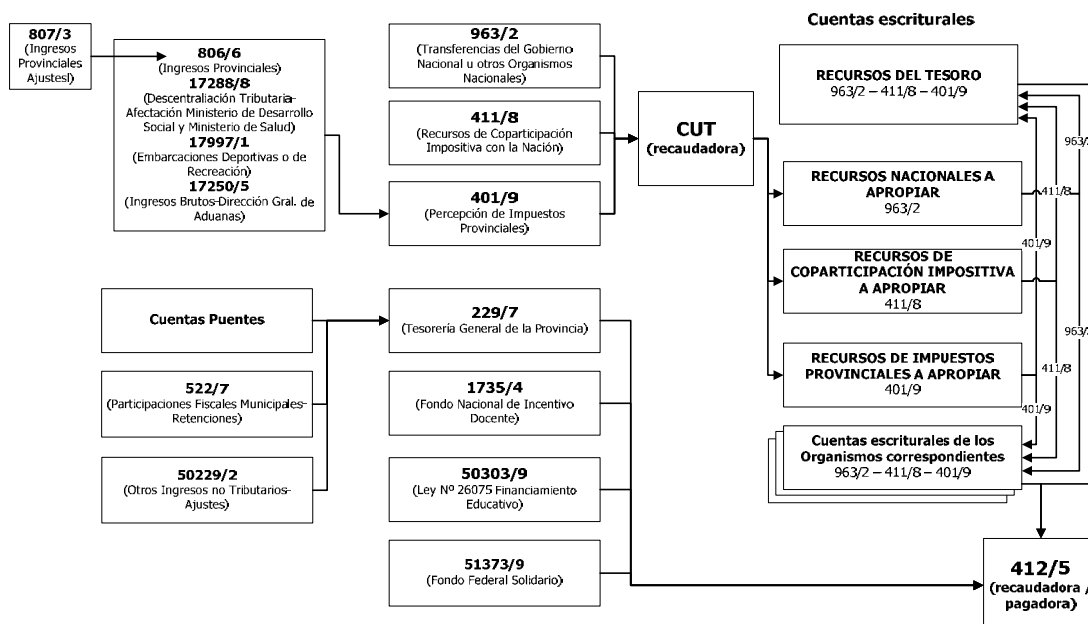 Cuentas escriturales
807/3
(Ingresos
Provinciales
Ajustesl)
806/6
(Ingresos Provinciales)
17288/8
(Descentraliación Tributaria-
Afectación Ministerio de Desarrollo
Social y Ministerio de Salud)
17997/1
(Embarcaciones Deportivas o de
Recreación)
17250/5
(Ingresos Brutos-Dirección Gral. de
Aduanas)
963/2
(Transferencias del Gobierno
Nacional u otros Organismos
Nacionales)
411/8
(Recursos de Coparticipación
Impositiva con la Nación)
401/9
(Percepción de Impuestos
Provinciales)
CUT
(recaudadora)
RECURSOS DEL TESORO
963/2 – 411/8 – 401/9
RECURSOS NACIONALES A
APROPIAR
963/2
RECURSOS DE
COPARTICIPACIÓN IMPOSITIVA
A APROPIAR
411/8
RECURSOS DE IMPUESTOS
PROVINCIALES A APROPIAR
401/9
Cuentas escriturales de los
Organismos correspondientes
963/2 – 411/8 – 401/9
963/2
411/8
401/9
963/2
411/8
401/9
Cuentas Puentes
522/7
(Participaciones Fiscales Municipales-
Retenciones)
50229/2
(Otros Ingresos no Tributarios-
Ajustes)
229/7
(Tesorería General de la Provincia)
1735/4
(Fondo Nacional de Incentivo
Docente)
50303/9
(Ley Nº 26075 Financiamiento
Educativo)
51373/9
(Fondo Federal Solidario)
412/5
(recaudadora /
pagadora)